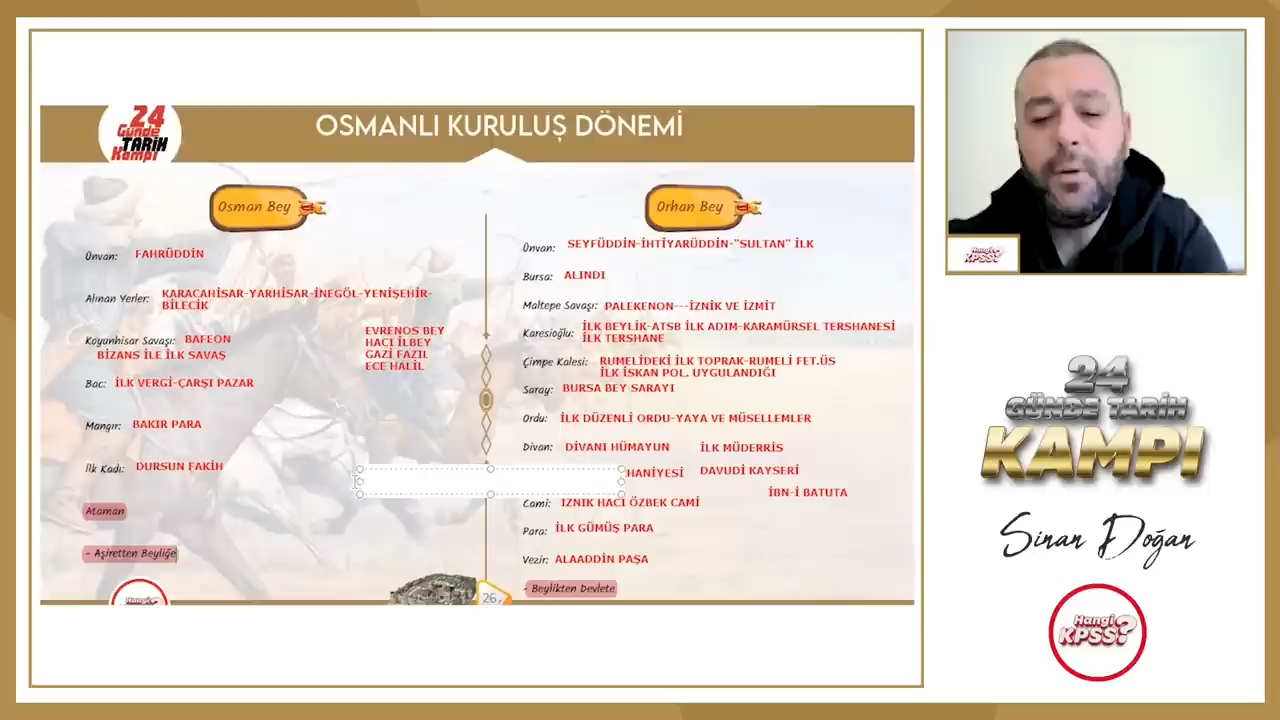 24
Günde
TARİH
Kampı
OSMANLI KURULUŞ DÖNEMİ
Osman Bey
Ünvan: FAHRÜDDİN
Alınan Yerler: KARACAHİSAR-YARHİSAR-İNEGÖL-YENİŞEHİR-
BİLECİK
Koyunhisar Savaşı: BAFEON
BİZANS İLE İLK SAVAŞ
EVRENOS BEY
HACI İLBEY
GAZİ FAZIL
ECE HALİL
Bac: İLK VERGİ-ÇARŞI PAZAR
Mangır: BAKIR PARA
İlk Kadı: DURSUN FAKİH
Ataman
- Aşiretten Beyliğe
Orhan Bey
Ünvan: SEYFÜDDİN-İHTİYARÜDDİN-"SULTAN" İLK
Bursa: ALINDI
Maltepe Savaşı: PALEKENON---İZNİK VE İZMİT
Karesioğlu: İLK BEYLİK-ATSB İLK ADIM-KARAMÜRSEL TERSHANESİ
İLK TERSHANE
Çimpe Kalesi: RUMELİDEKİ İLK TOPRAK-RUMELİ FET.ÜS
İLK İSKAN POL. UYGULANDIĞI
Saray: BURSA BEY SARAYI
Ordu: İLK DÜZENLİ ORDU-YAYA VE MÜSELLEMLER
Divan: DİVANI HÜMAYUN İLK MÜDERRİS
HANİYESİ DAVUDİ KAYSERİ
İBN-İ BATUTA
Cami: IZNIK HACI ÖZBEK CAMİ
Para: İLK GÜMÜŞ PARA
Vezir: ALAADDİN PAŞA
- Beylikten Devlete
26
Hangi
Hangi
KPSS?
24
GÜNDE TARİH
KAMPI
Sinan Doğan
Hangi
KPSS?